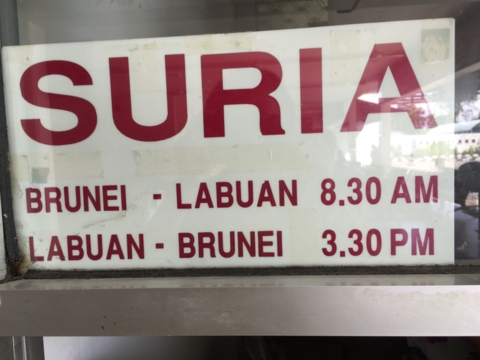 SURIA
BRUNEI - LABUAN 8.30 AM
LABUAN - BRUNEI 3.30 PM